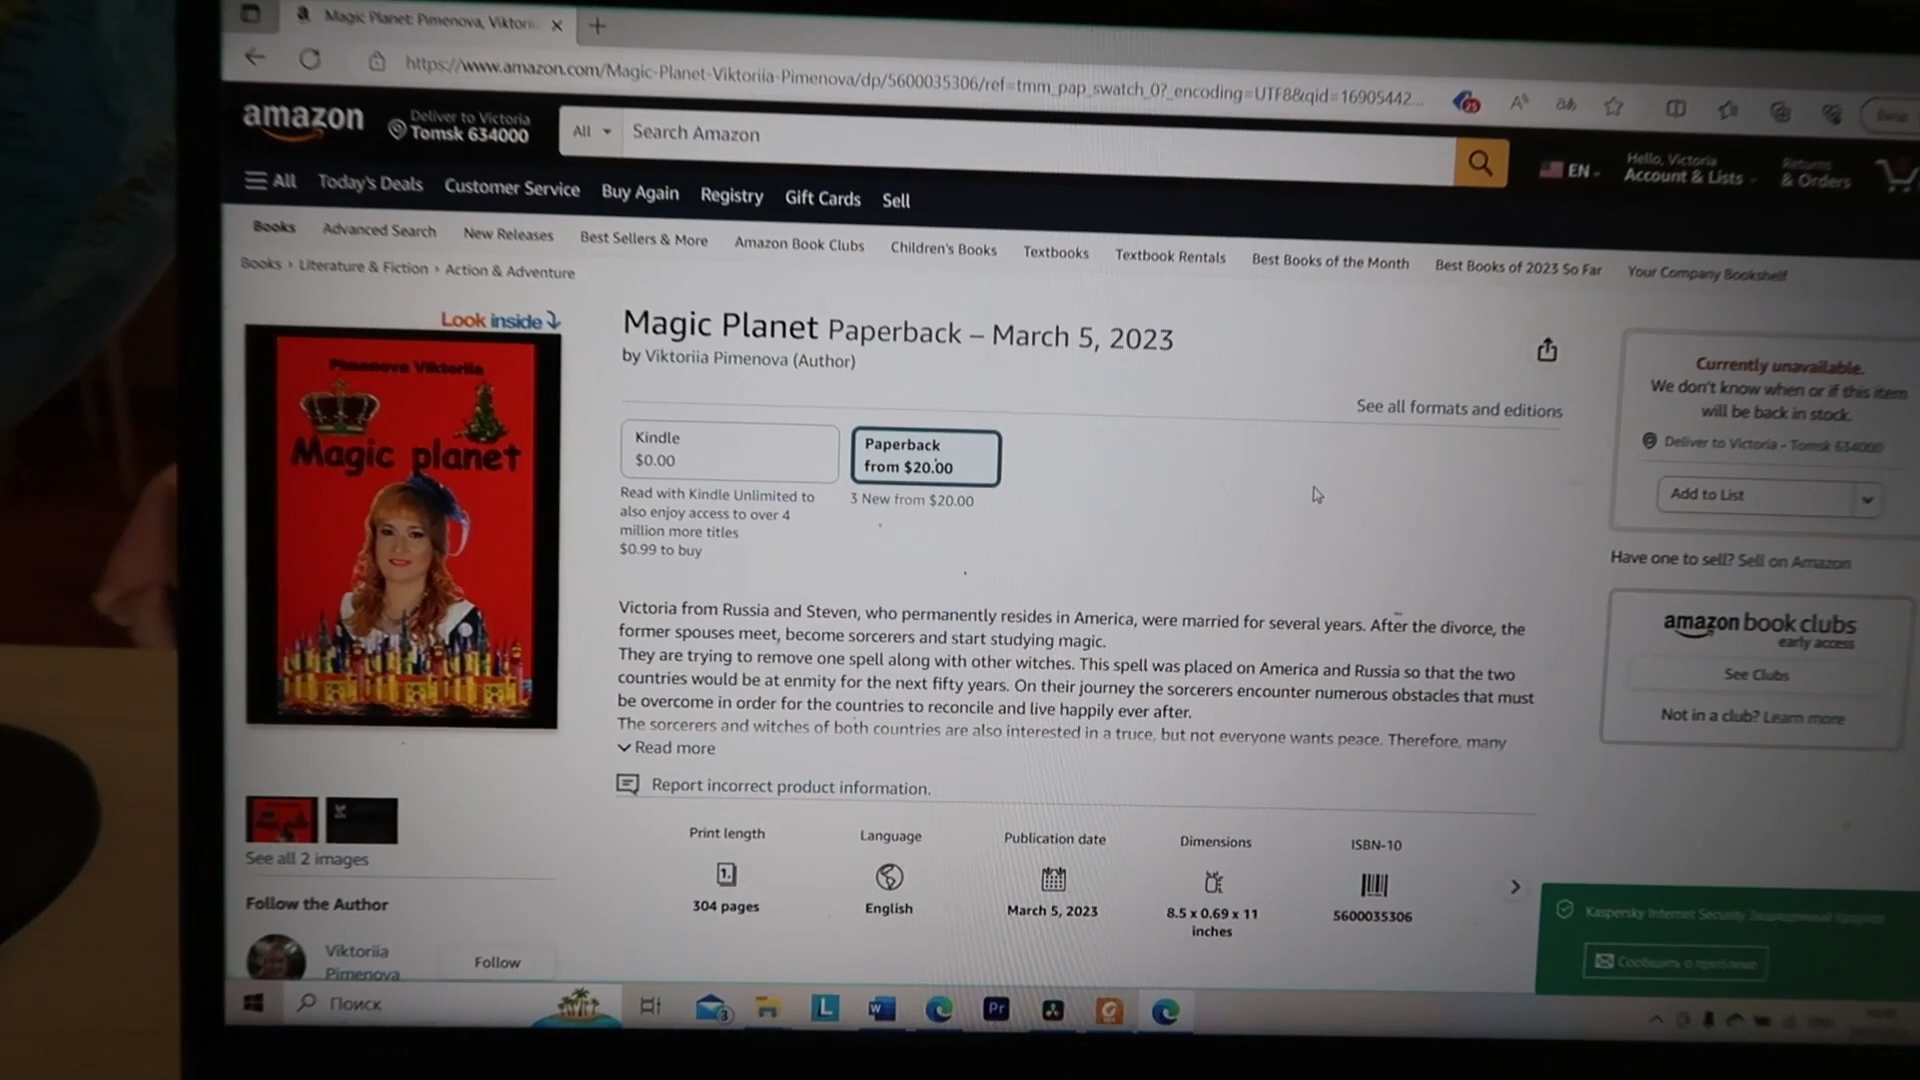 Magic Planet: Pimenova, Viktorii
https://www.amazon.com/Magic-Planet-Viktoriia-Pimenova/dp/5600035306/ref=tmm_pap_swatch_0?_encoding=UTF8&qid=16905442...
amazon
Deliver to Victoria
Tomsk 634000
All
Search Amazon
EN
Hello, Victoria
Account & Lists
Returns
& Orders
All Today's Deals Customer Service Buy Again Registry Gift Cards Sell
Books Advanced Search New Releases Best Sellers & More Amazon Book Clubs Children's Books Textbooks Textbook Rentals Best Books of the Month Best Books of 2023 So Far Your Company Bookshelf
Books › Literature & Fiction › Action & Adventure
Look inside
Pimenova Viktoriia
Magic planet
See all 2 images
Follow the Author
Viktoriia
Pimenova
Follow
Magic Planet Paperback – March 5, 2023
by Viktoriia Pimenova (Author)
See all formats and editions
Kindle
$0.00
Read with Kindle Unlimited to
also enjoy access to over 4
million more titles
$0.99 to buy
Paperback
from $20.00
3 New from $20.00
Victoria from Russia and Steven, who permanently resides in America, were married for several years. After the divorce, the
former spouses meet, become sorcerers and start studying magic.
They are trying to remove one spell along with other witches. This spell was placed on America and Russia so that the two
countries would be at enmity for the next fifty years. On their journey the sorcerers encounter numerous obstacles that must
be overcome in order for the countries to reconcile and live happily ever after.
The sorcerers and witches of both countries are also interested in a truce, but not everyone wants peace. Therefore, many
Read more
Report incorrect product information.
Print length
1.
304 pages
Language
English
Publication date
March 5, 2023
Dimensions
8.5 x 0.69 x 11
inches
ISBN-10
5600035306
Currently unavailable.
We don't know when or if this item
will be back in stock.
Deliver to Victoria - Tomsk 634000
Add to List
Have one to sell? Sell on Amazon
amazon book clubs
early access
See Clubs
Not in a club? Learn more
Kaspersky Internet Security
Сообщить о проблеме
Поиск
3
L
W
Pr